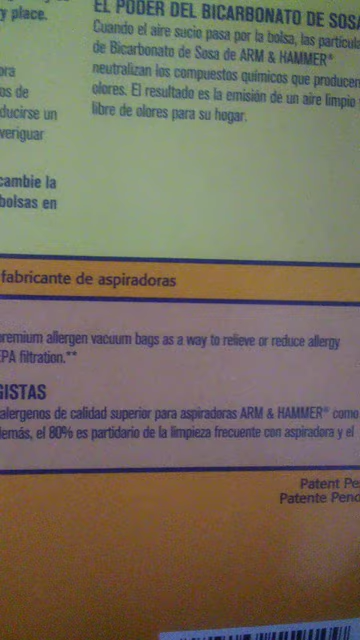 y place.
ora
os de
ducirse un
veriguar
cambie la
bolsas en
EL PODER DEL BICARBONATO DE SOSA
Cuando el aire sucio pasa por la bolsa, las partícula
de Bicarbonato de Sosa de ARM & HAMMER®
neutralizan los compuestos químicos que producen
olores. El resultado es la emisión de un aire limpio
libre de olores para su hogar.
fabricante de aspiradoras
premium allergen vacuum bags as a way to relieve or reduce allergy
EPA filtration.**
GISTAS
alergenos de calidad superior para aspiradoras ARM & HAMMER® como
demás, el 80% es partidario de la limpieza frecuente con aspiradora y el
Patent Pe
Patente Pend